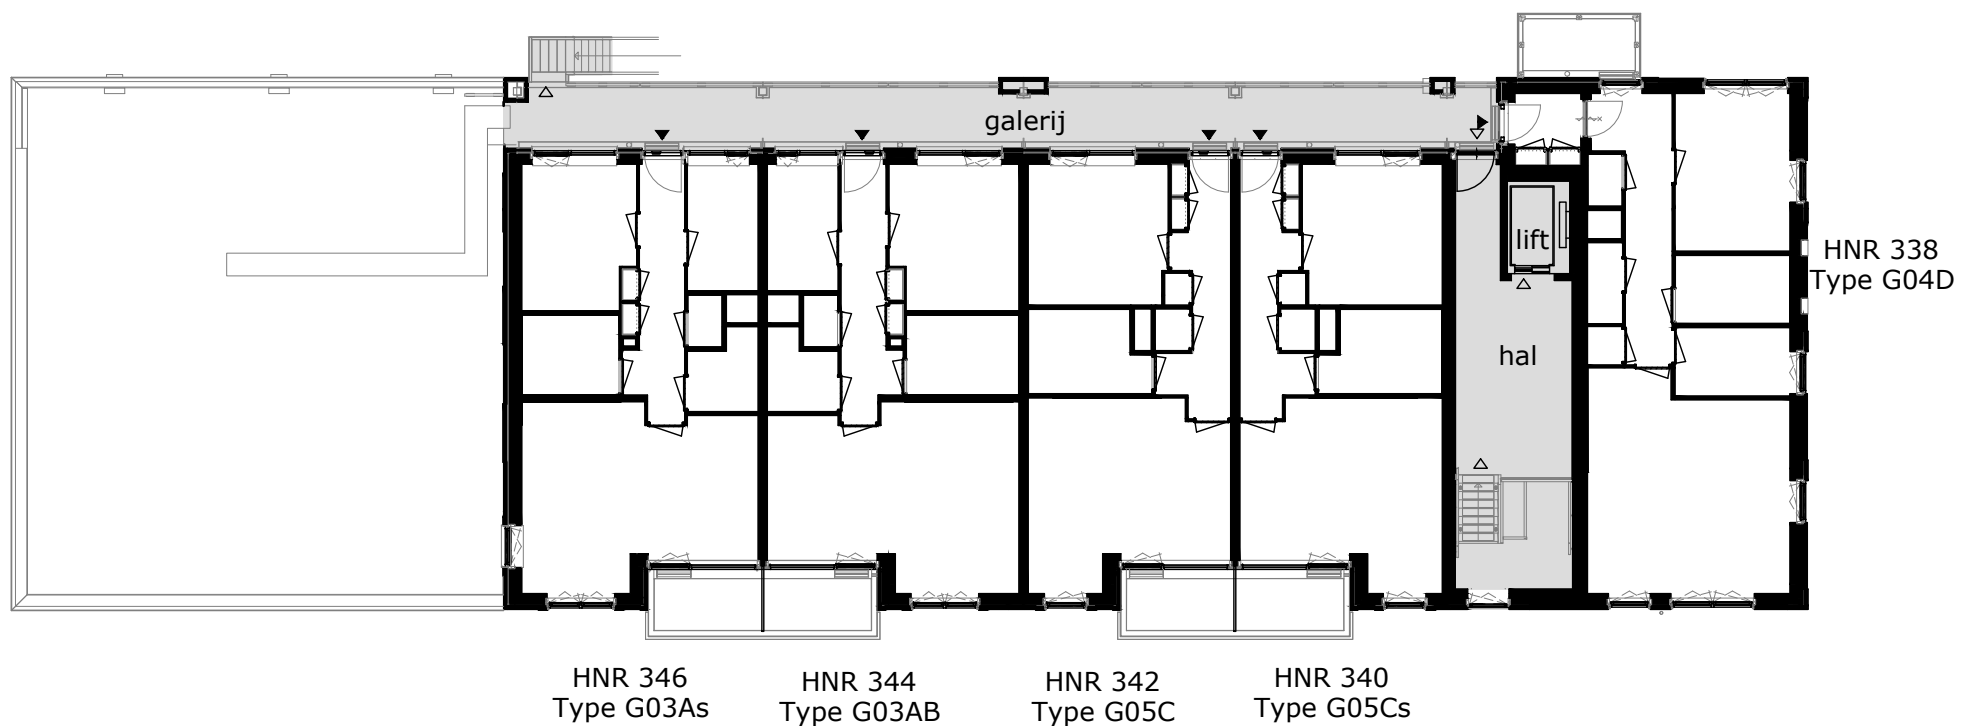 galerij
lift
HNR 338
Type G04D
hal
HNR 346
Type G03As
HNR 344
Type G03AB
HNR 342
Type G05C
HNR 340
Type G05Cs